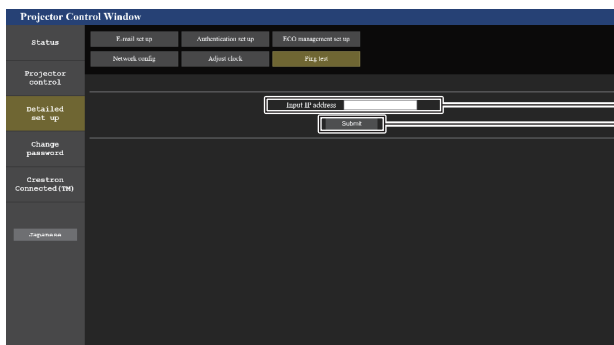 Projector Control Window
Status
E-mail set up
Authentication set up
ECO management set up
Network config
Adjust clock
Ping test
Projector
control
Detailed
set up
Input IP address
Submit
Change
password
Crestron
Connected(TM)
Japanese